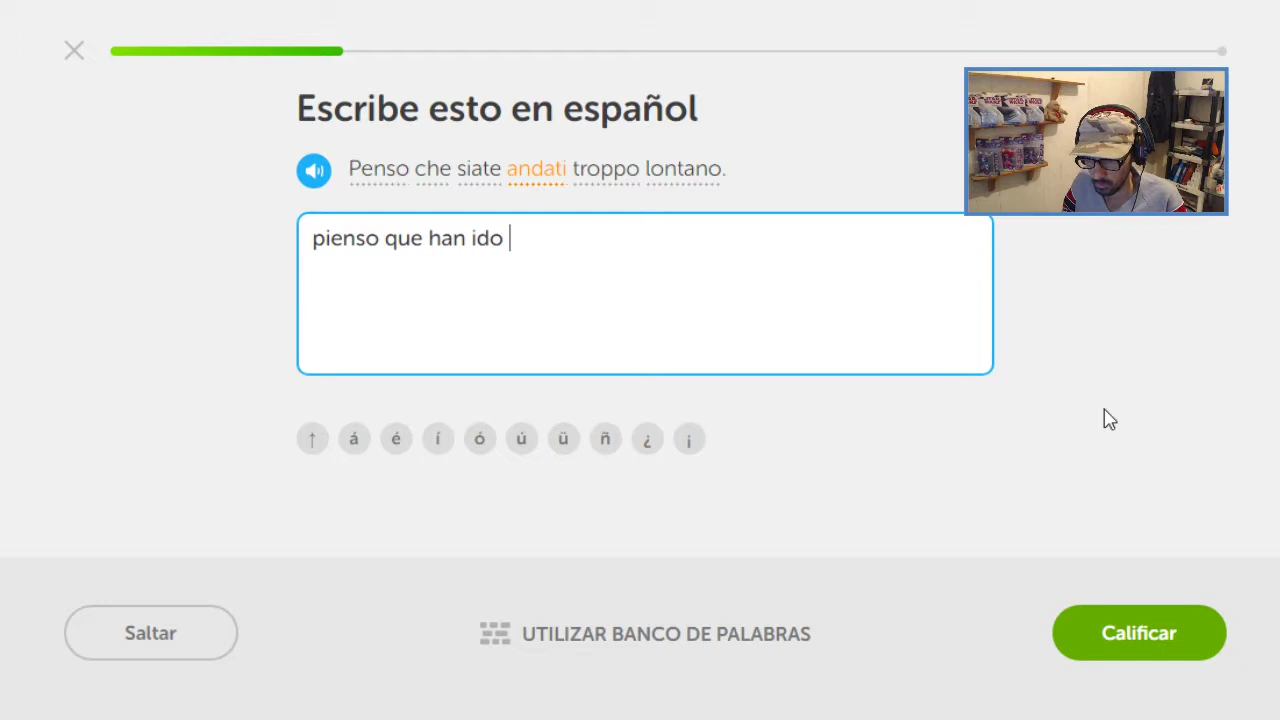 Escribe esto en español
Penso che siate andati troppo lontano.
pienso que han ido
↑ á é í ó ú ü ñ ¿ ¡
Saltar
UTILIZAR BANCO DE PALABRAS
Calificar